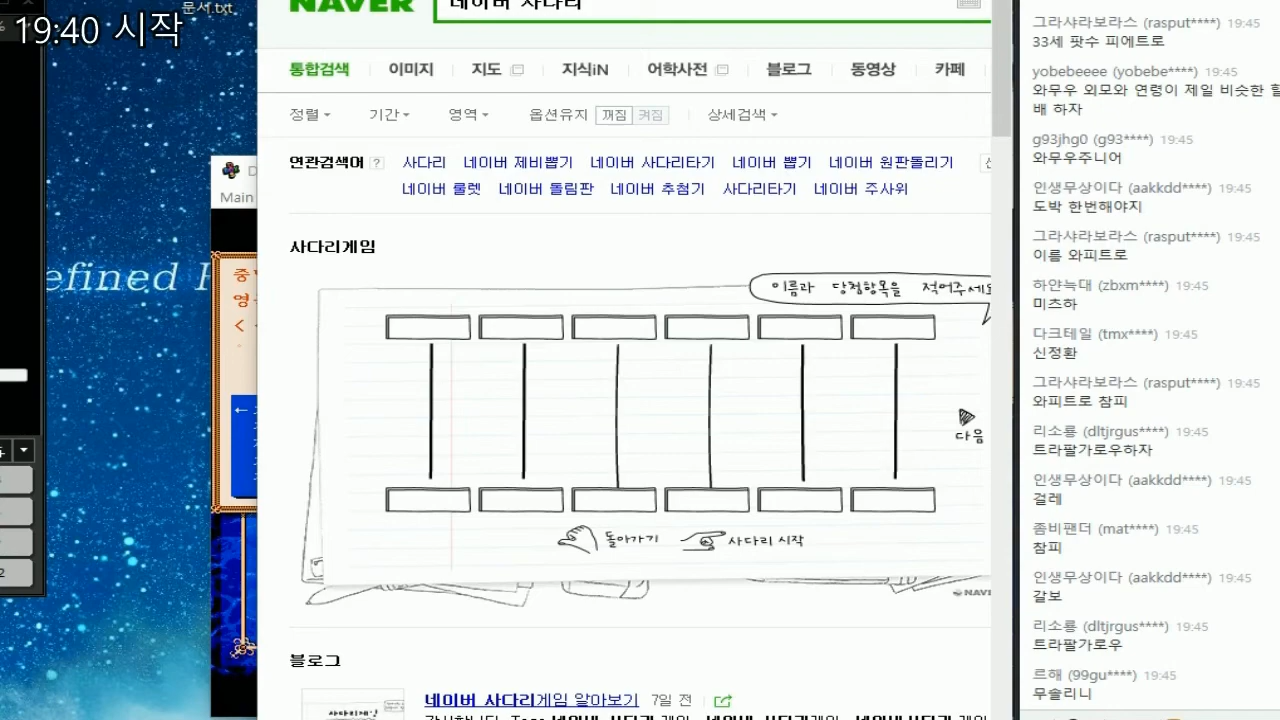 문서.txt
19:40 시작
NAVER
네이버 사다리
통합검색 이미지 지도 지식iN 어학사전 블로그 동영상 카페
정렬 기간 영역 옵션유지 꺼짐 켜짐 상세검색
연관검색어 ? 사다리 네이버 제비뽑기 네이버 사다리타기 네이버 뽑기 네이버 원판돌리기
네이버 룰렛 네이버 돌림판 네이버 추첨기 사다리타기 네이버 주사위
Main
사다리게임
efined
이름과 당첨항목을 적어주세요
다음
돌아가기 사다리 시작
NAV
블로그
네이버 사다리게임 알아보기 7일 전
사다리게임
2
그라샤라보라스 (rasput****) 19:45
33세 팟수 피에트로
yobebeeee (yobebe****) 19:45
와무우 외모와 연령이 제일 비슷한 할
배 하자
g93jhg0 (g93****) 19:45
와무우주니어
인생무상이다 (aakkdd****) 19:45
도박 한번해야지
그라샤라보라스 (rasput****) 19:45
이름 와피트로
하얀늑대 (zbxm****) 19:45
미츠하
다크테일 (tmx****) 19:45
신정환
그라샤라보라스 (rasput****) 19:45
와피트로 참피
리소룡 (dltjrgus****) 19:45
트라팔가로우하자
인생무상이다 (aakkdd****) 19:45
걸레
좀비팬더 (mat****) 19:45
참피
인생무상이다 (aakkdd****) 19:45
갈보
리소룡 (dltjrgus****) 19:45
트라팔가로우
르해 (99gu****) 19:45
무솔리니